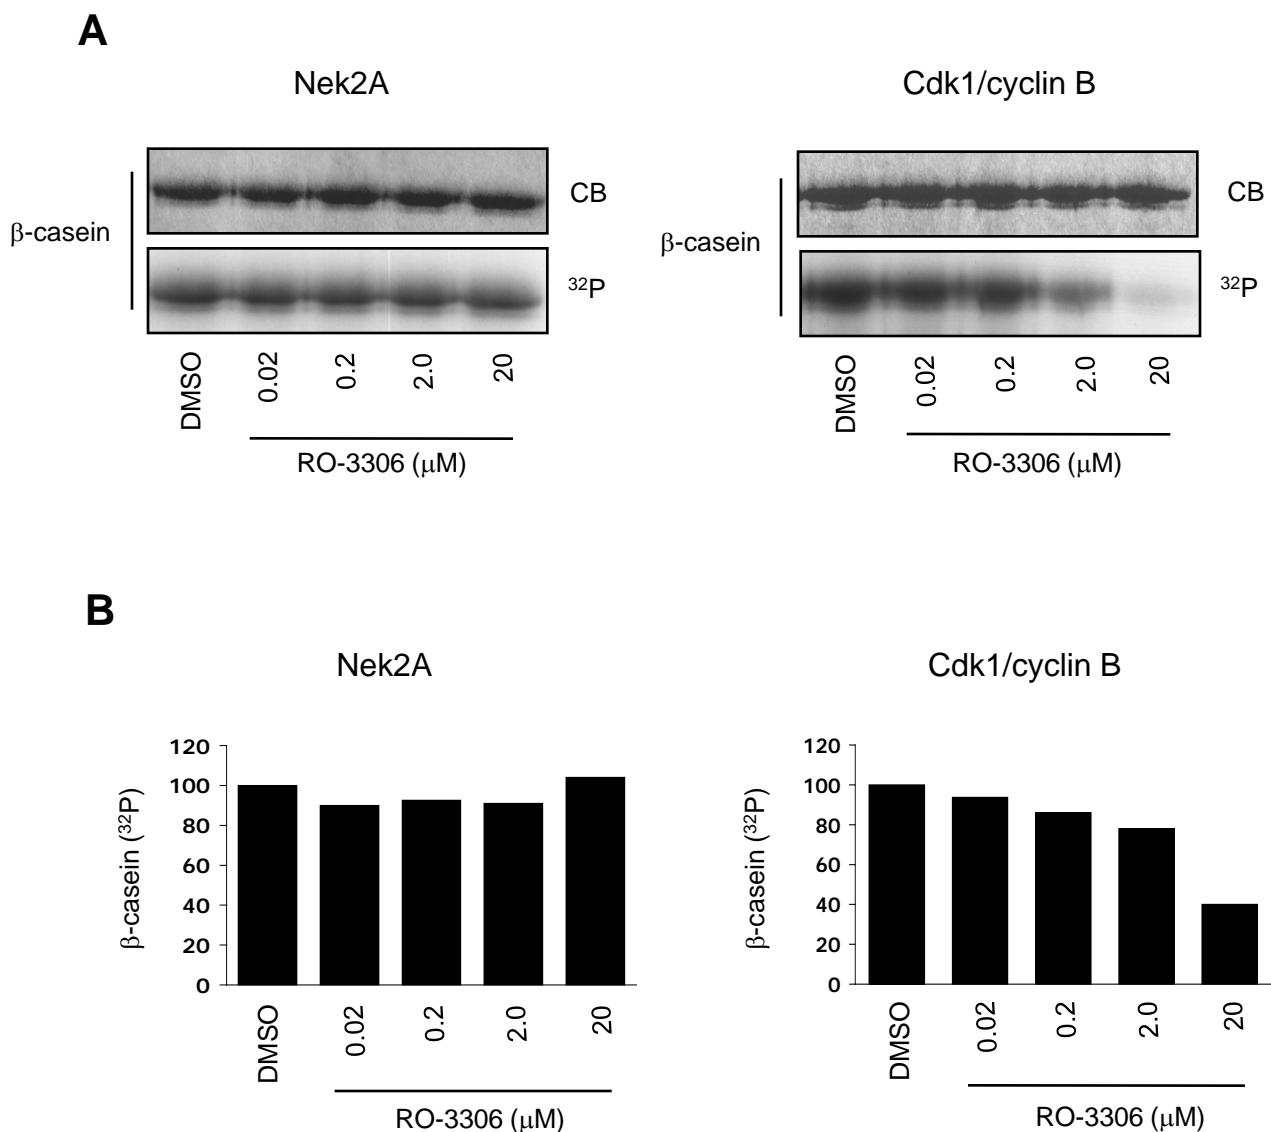 A
Nek2A
Cdk1/cyclin B
β-casein
CB
³²P
DMSO
0.02
0.2
2.0
20
RO-3306 (μM)
β-casein
CB
³²P
DMSO
0.02
0.2
2.0
20
RO-3306 (μM)
B
Nek2A
Cdk1/cyclin B
β-casein (³²P)
120
100
80
60
40
20
0
DMSO
0.02
0.2
2.0
20
RO-3306 (μM)
β-casein (³²P)
120
100
80
60
40
20
0
DMSO
0.02
0.2
2.0
20
RO-3306 (μM)